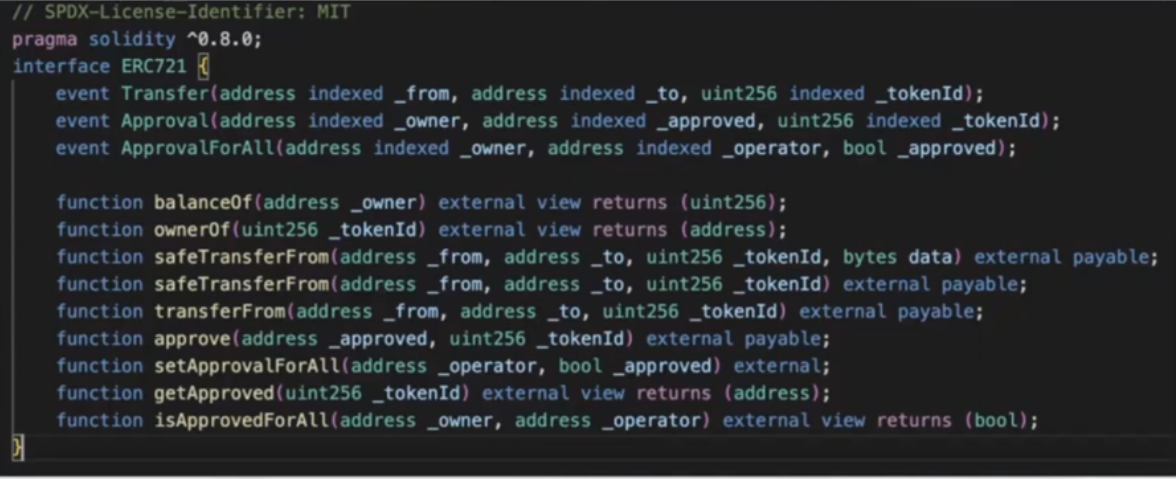 // SPDX-License-Identifier: MIT
pragma solidity ^0.8.0;
interface ERC721 {
    event Transfer(address indexed _from, address indexed _to, uint256 indexed _tokenId);
    event Approval(address indexed _owner, address indexed _approved, uint256 indexed _tokenId);
    event ApprovalForAll(address indexed _owner, address indexed _operator, bool _approved);

    function balanceOf(address _owner) external view returns (uint256);
    function ownerOf(uint256 _tokenId) external view returns (address);
    function safeTransferFrom(address _from, address _to, uint256 _tokenId, bytes data) external payable;
    function safeTransferFrom(address _from, address _to, uint256 _tokenId) external payable;
    function transferFrom(address _from, address _to, uint256 _tokenId) external payable;
    function approve(address _approved, uint256 _tokenId) external payable;
    function setApprovalForAll(address _operator, bool _approved) external;
    function getApproved(uint256 _tokenId) external view returns (address);
    function isApprovedForAll(address _owner, address _operator) external view returns (bool);
}